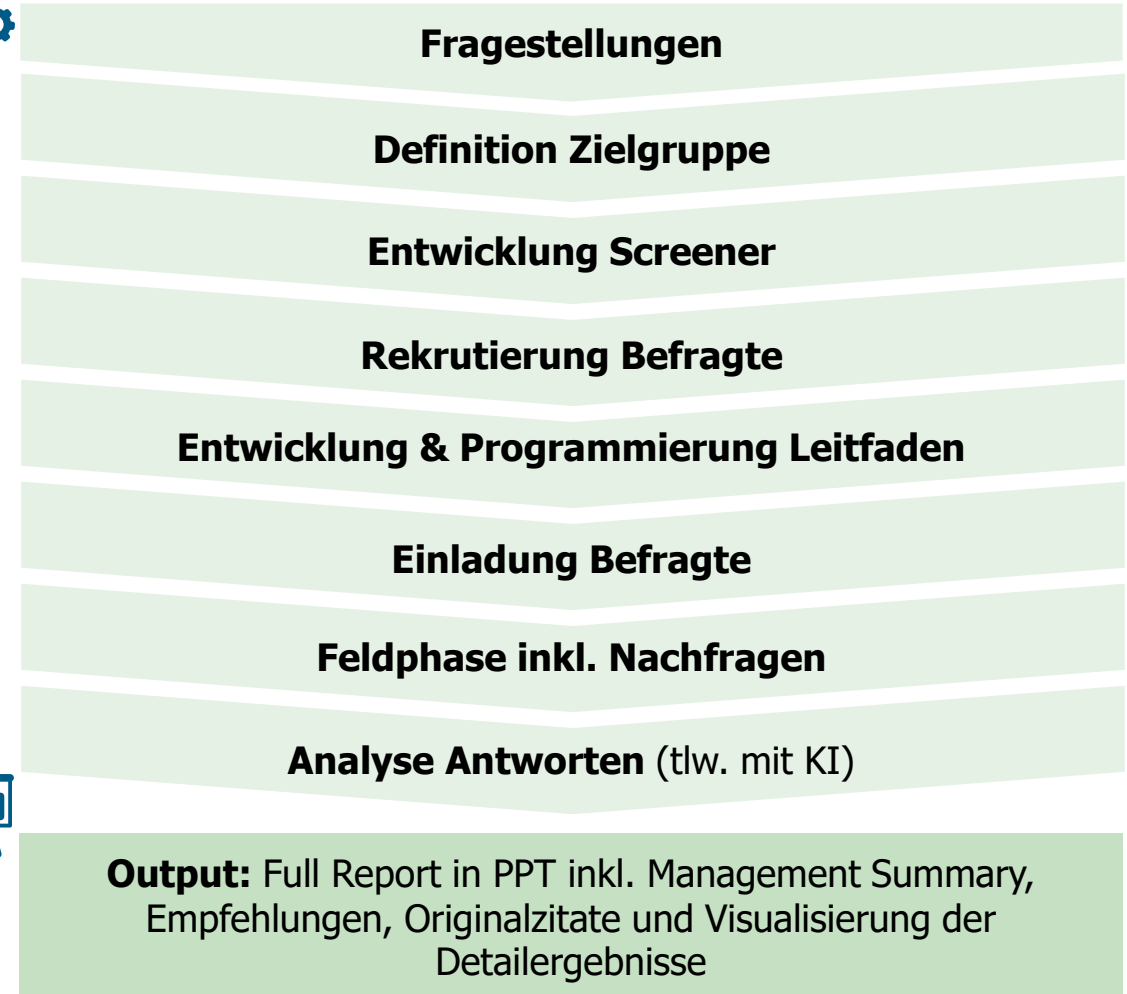 Fragestellungen
Definition Zielgruppe
Entwicklung Screener
Rekrutierung Befragte
Entwicklung & Programmierung Leitfaden
Einladung Befragte
Feldphase inkl. Nachfragen
Analyse Antworten (tlw. mit KI)
Output: Full Report in PPT inkl. Management Summary,
Empfehlungen, Originalzitate und Visualisierung der
Detailergebnisse